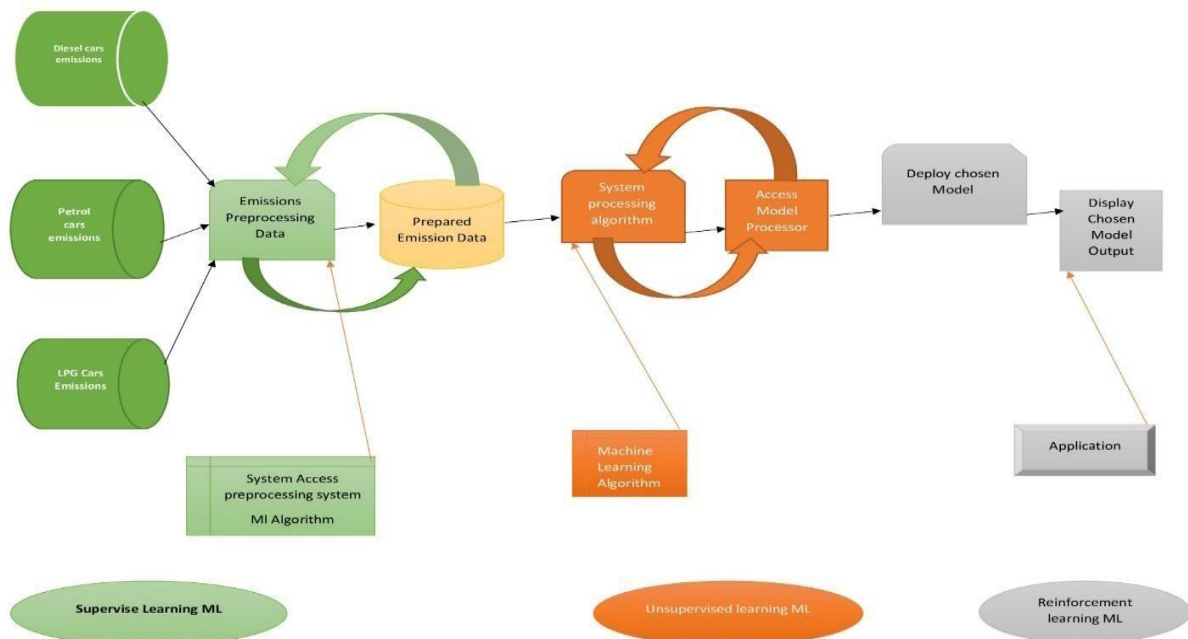 Diesel cars
emissions
Petrol
cars
emissions
LPG Cars
Emissions
Emissions
Preprocessing
Data
Prepared
Emission Data
System
processing
algorithm
Access
Model
Processor
Deploy chosen
Model
Display
Chosen
Model
Output
System Access
preprocessing system
Ml Algorithm
Machine
Learning
Algorithm
Application
Supervise Learning ML
Unsupervised learning ML
Reinforcement
learning ML